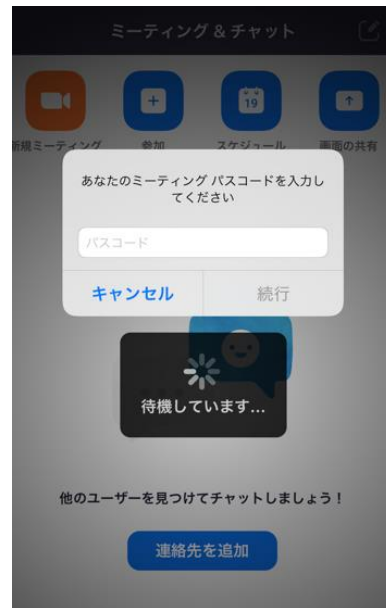 ミーティング & チャット
19
新規ミーティング
参加
スケジュール
画面の共有
あなたのミーティング パスコードを入力し
てください
パスコード
キャンセル
続行
待機しています...
他のユーザーを見つけてチャットしましょう！
連絡先を追加